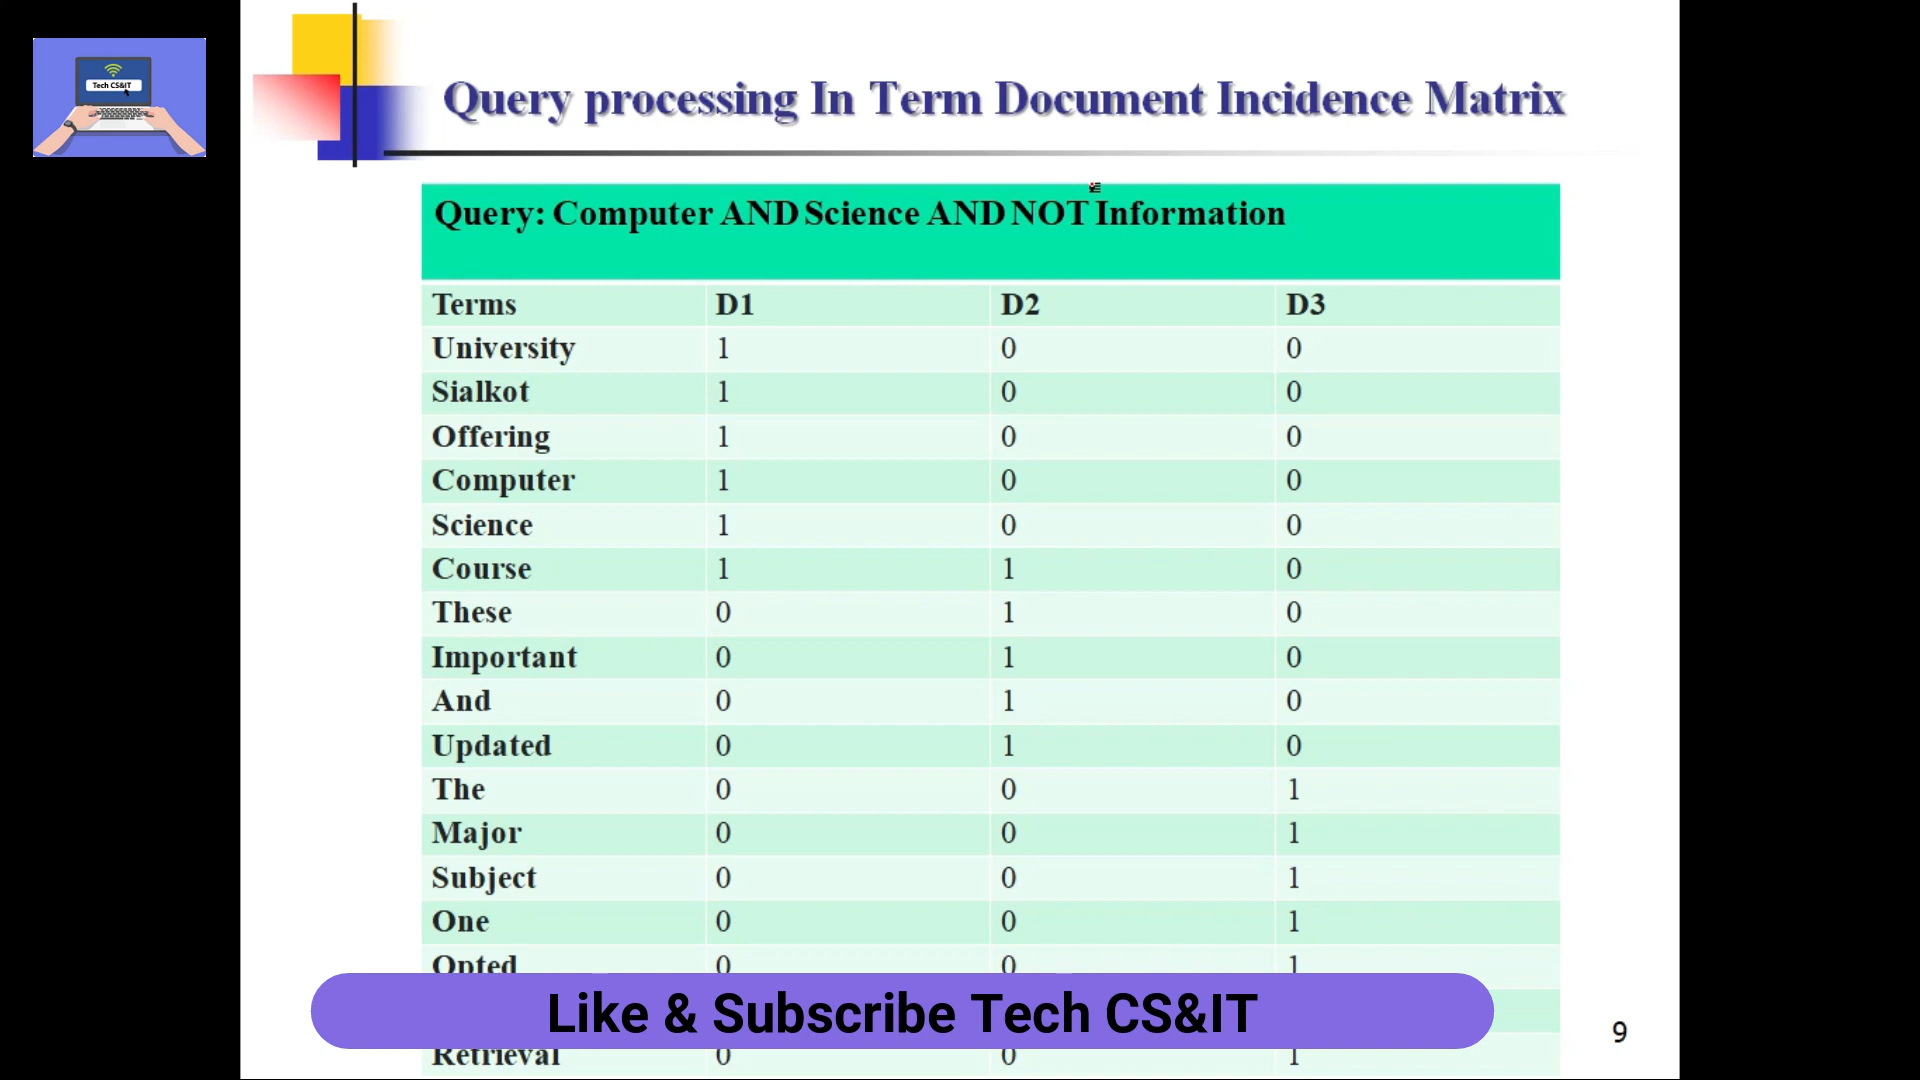 Tech CS&IT
Query processing In Term Document Incidence Matrix
Query: Computer AND Science AND NOT Information
Terms D1 D2 D3
University 1 0 0
Sialkot 1 0 0
Offering 1 0 0
Computer 1 0 0
Science 1 0 0
Course 1 1 0
These 0 1 0
Important 0 1 0
And 0 1 0
Updated 0 1 0
The 0 0 1
Major 0 0 1
Subject 0 0 1
One 0 0 1
Opted 0 0 1
Like & Subscribe Tech CS&IT
Retrieval 0 0 1
9